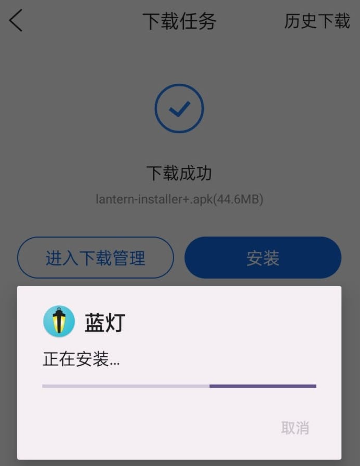 下载任务 历史下载
下载成功
lantern-installer+.apk(44.6MB)
进入下载管理 安装
蓝灯
正在安装...
取消